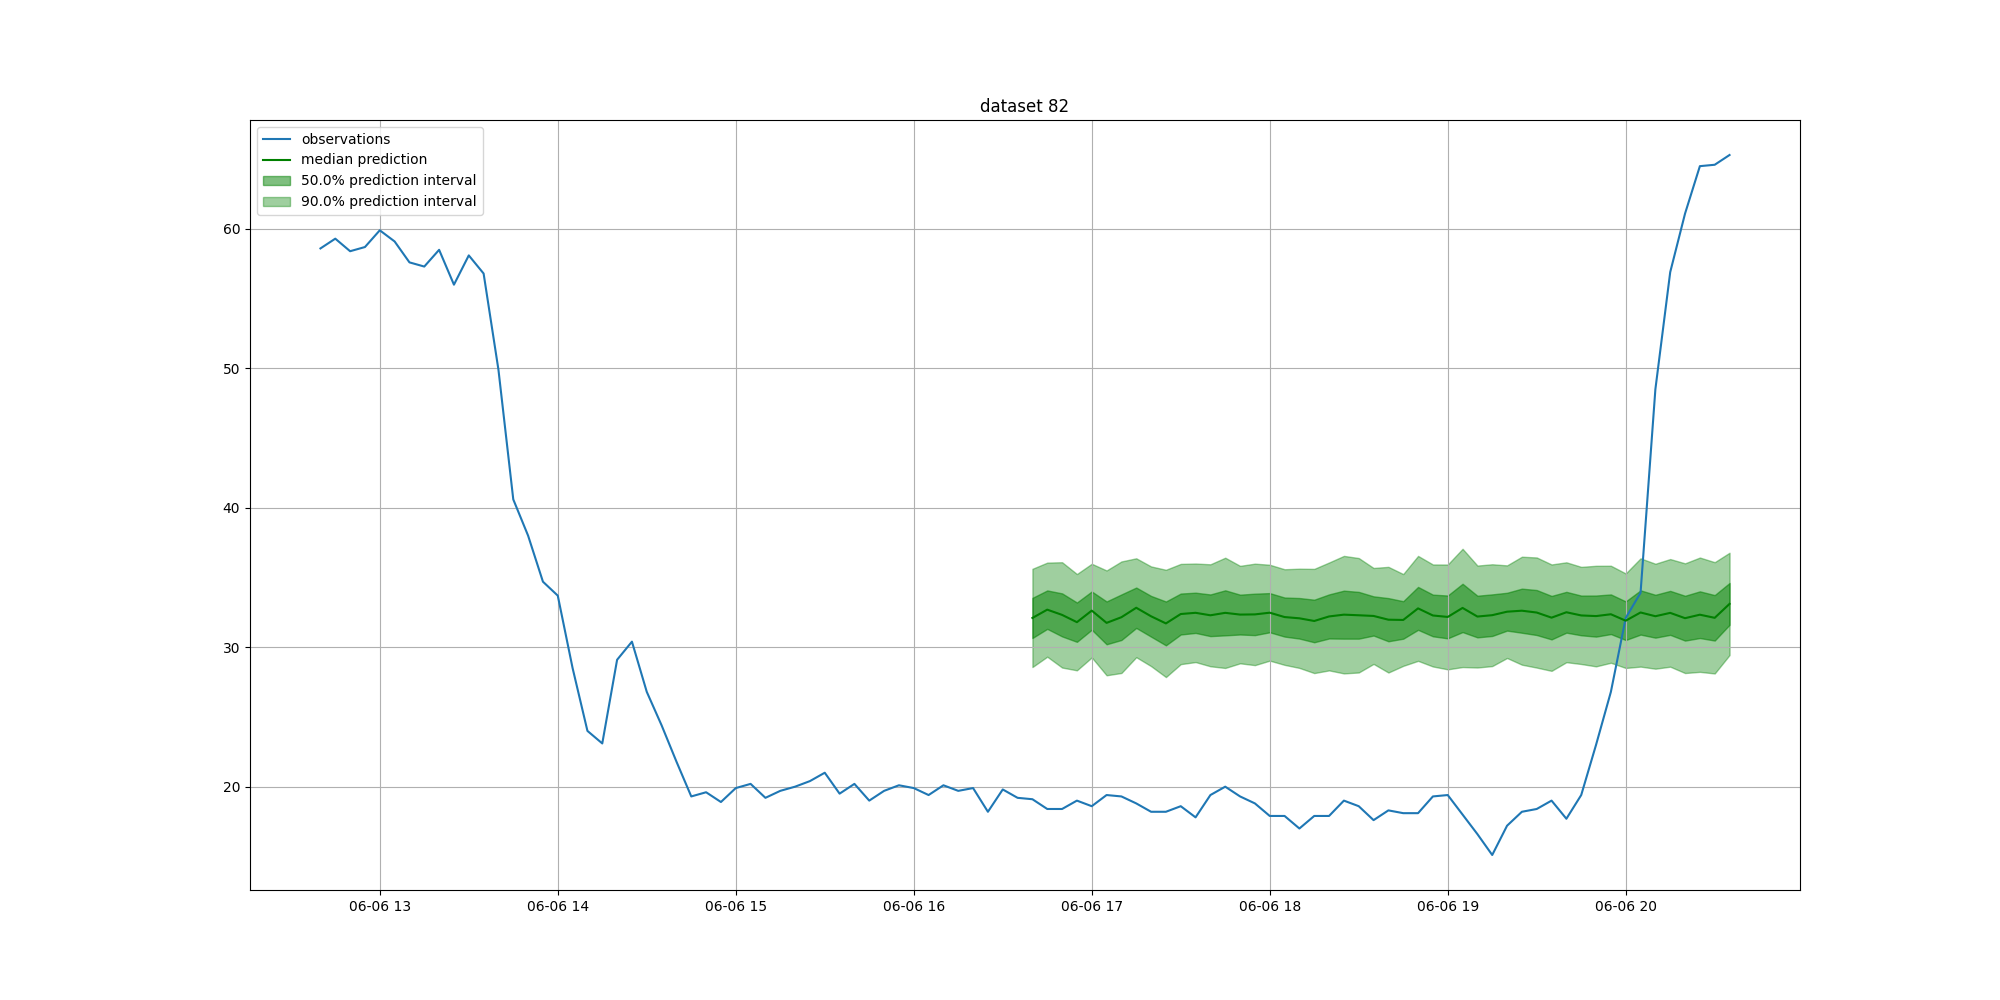 dataset 82
observations
median prediction
50.0% prediction interval
90.0% prediction interval
60
50
40
30
20
06-06 13
06-06 14
06-06 15
06-06 16
06-06 17
06-06 18
06-06 19
06-06 20